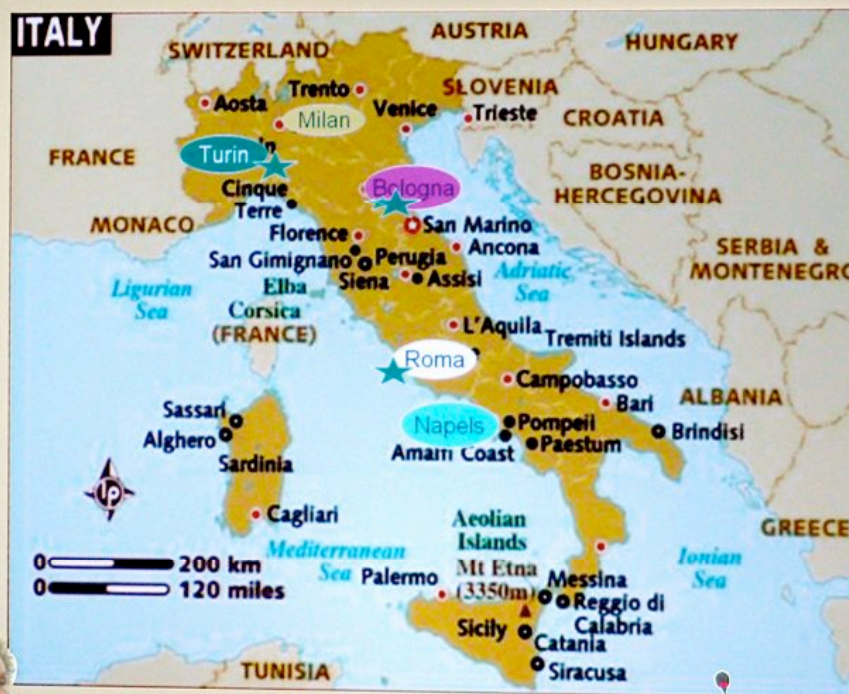 ITALY
AUSTRIA
SWITZERLAND
HUNGARY
Trento
SLOVENIA
Aosta
Venice
Trieste
Milan
CROATIA
FRANCE
Turin
BOSNIA-
HERCEGOVINA
Cinque
Terre
Bologna
MONACO
San Marino
Florence
Ancona
SERBIA &
MONTENEGRO
San Gimignano
Perugia
Siena
Assisi
Adriatic
Sea
Ligurian
Sea
Elba
Corsica
(FRANCE)
L'Aquila
Tremiti Islands
Roma
Campobasso
Bari
ALBANIA
Sassari
Alghero
Napels
Pompeii
Brindisi
Amalfi Coast
Paestum
Sardinia
Cagliari
Aeolian
Islands
GREECE
Mediterranean
Sea
Ionian
Sea
0 200 km
0 120 miles
lp
Palermo
Mt Etna
(3350m)
Messina
Reggio di
Calabria
Sicily
Catania
Siracusa
TUNISIA